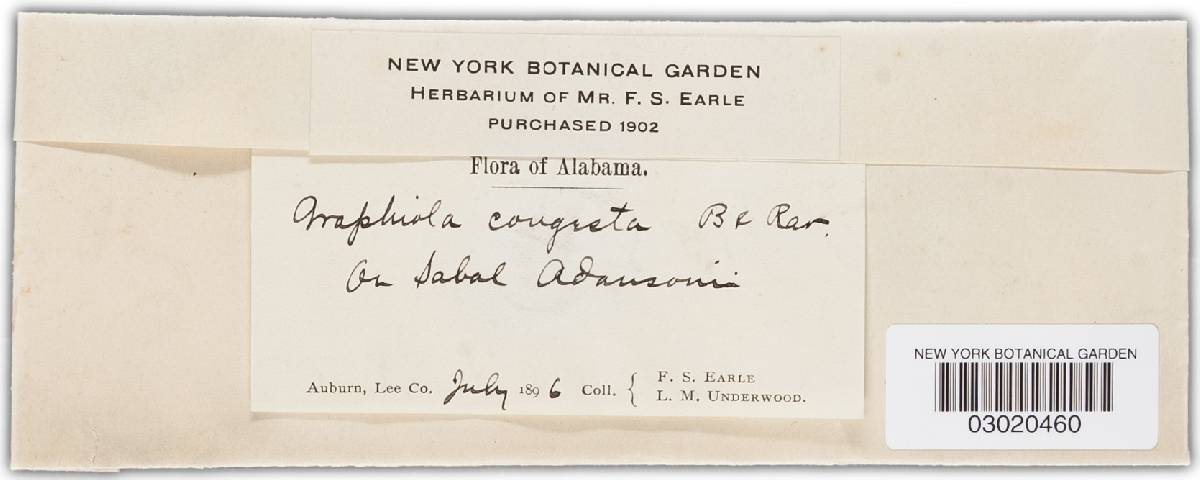 NEW YORK BOTANICAL GARDEN
HERBARIUM OF MR. F. S. EARLE
PURCHASED 1902
Flora of Alabama.
Graphiola congesta B & Rav.
On Sabal Adansonii
Auburn, Lee Co. July 1896 Coll. { F. S. EARLE
L. M. UNDERWOOD.
NEW YORK BOTANICAL GARDEN
03020460